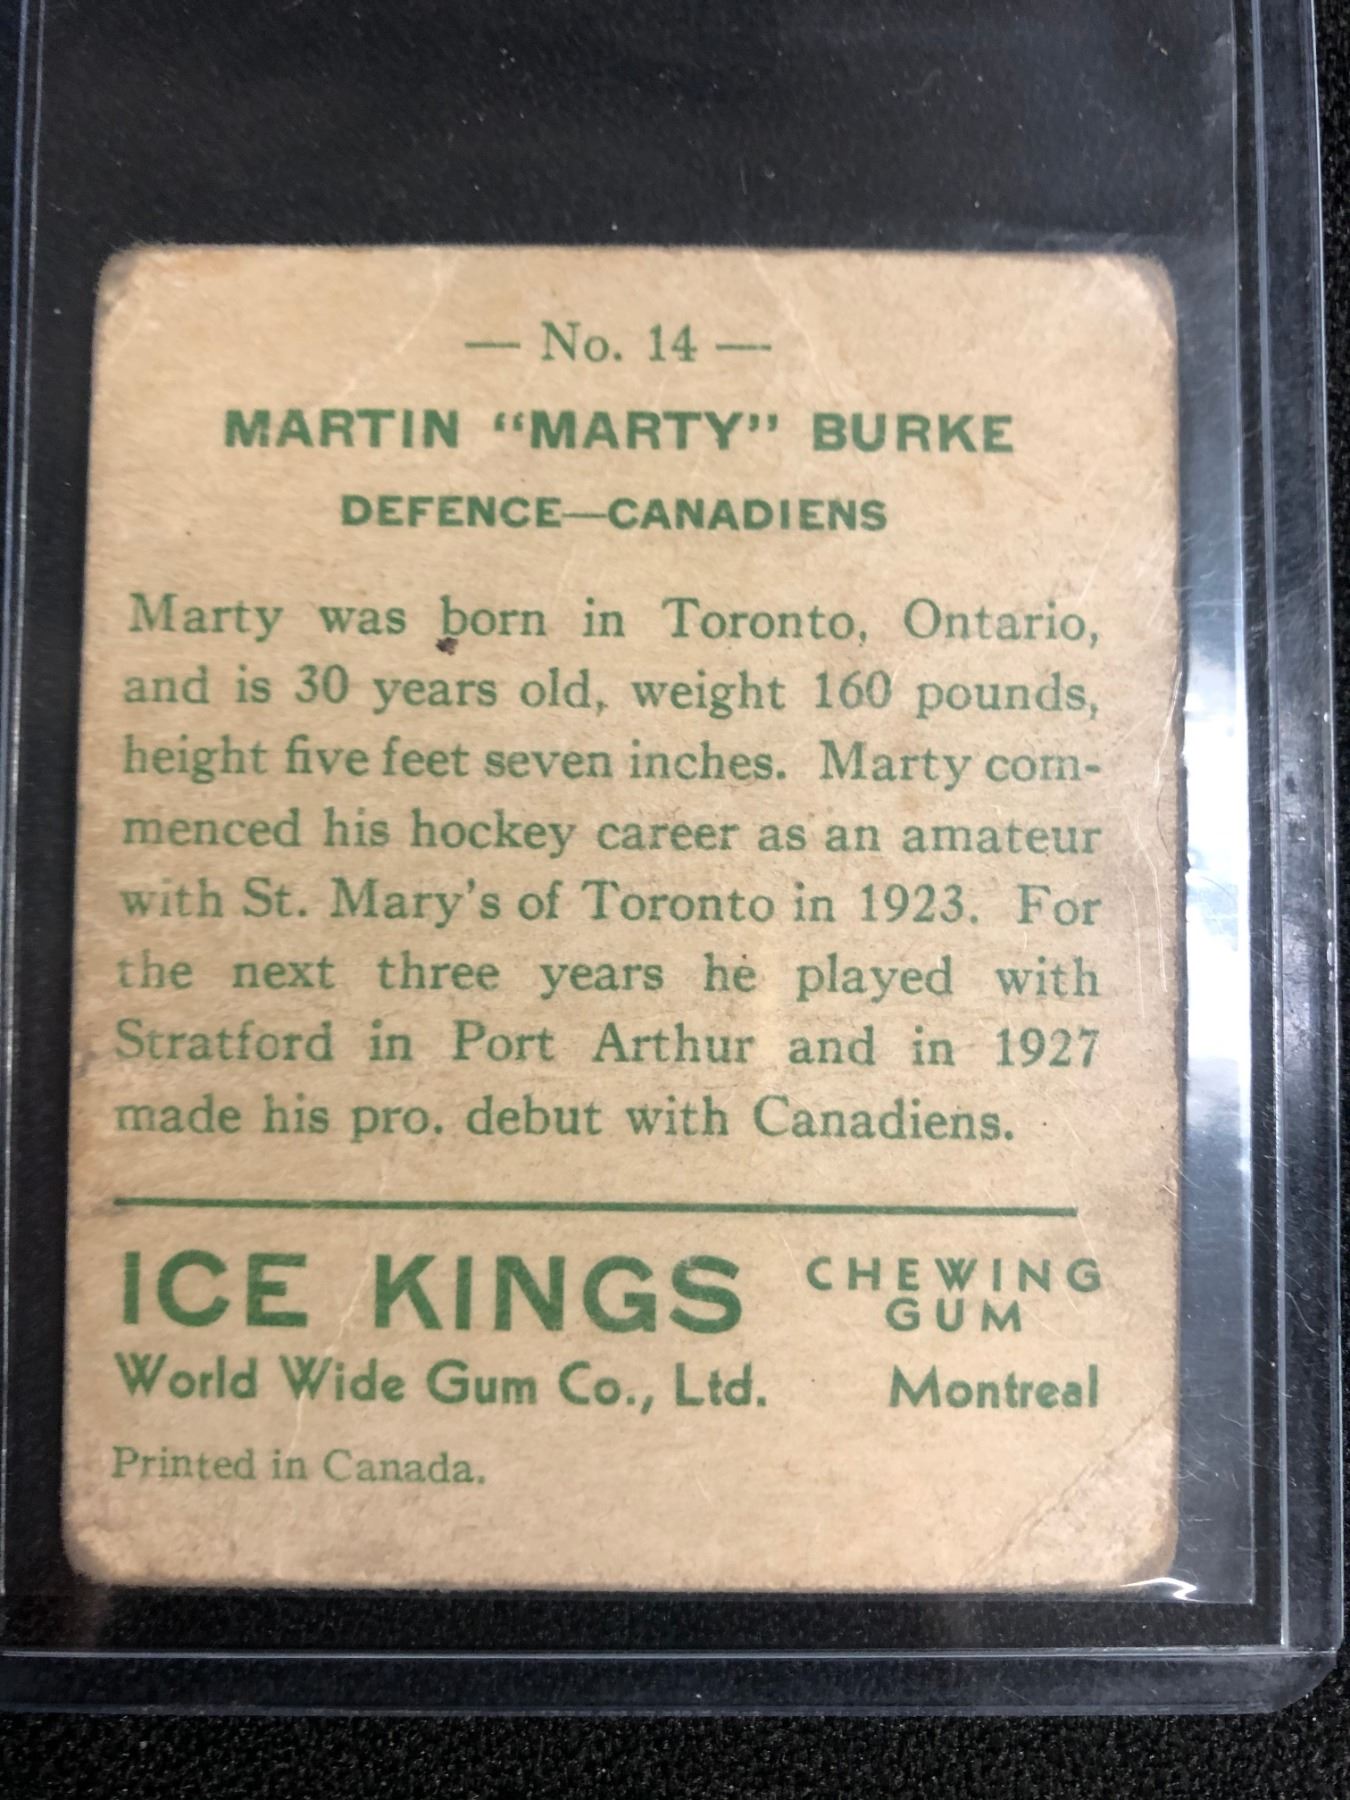 — No. 14 —
MARTIN "MARTY" BURKE
DEFENCE—CANADIENS
Marty was born in Toronto, Ontario,
and is 30 years old, weight 160 pounds,
height five feet seven inches. Marty com-
menced his hockey career as an amateur
with St. Mary's of Toronto in 1923. For
the next three years he played with
Stratford in Port Arthur and in 1927
made his pro. debut with Canadiens.
ICE KINGS CHEWING GUM
World Wide Gum Co., Ltd. Montreal
Printed in Canada.